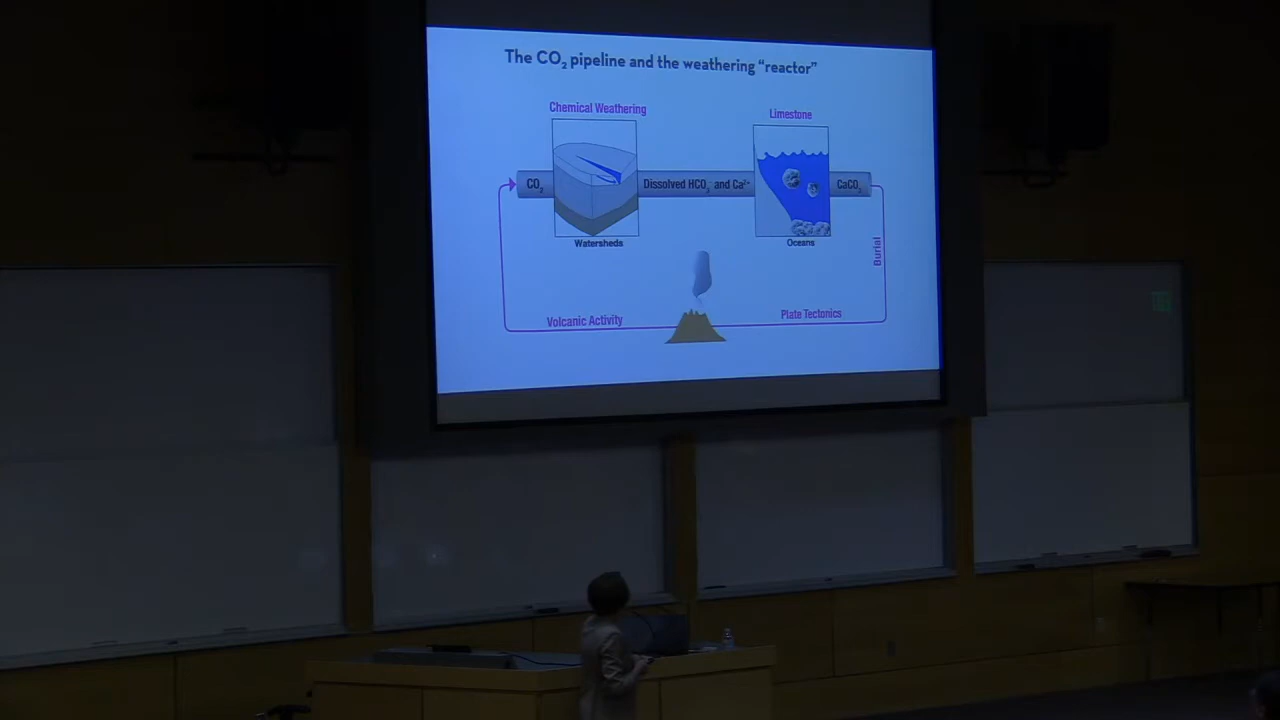 The CO₂ pipeline and the weathering “reactor”
Chemical Weathering
Limestone
CO₂
Dissolved HCO₃⁻ and Ca²⁺
CaCO₃
Watersheds
Oceans
Burial
Volcanic Activity
Plate Tectonics